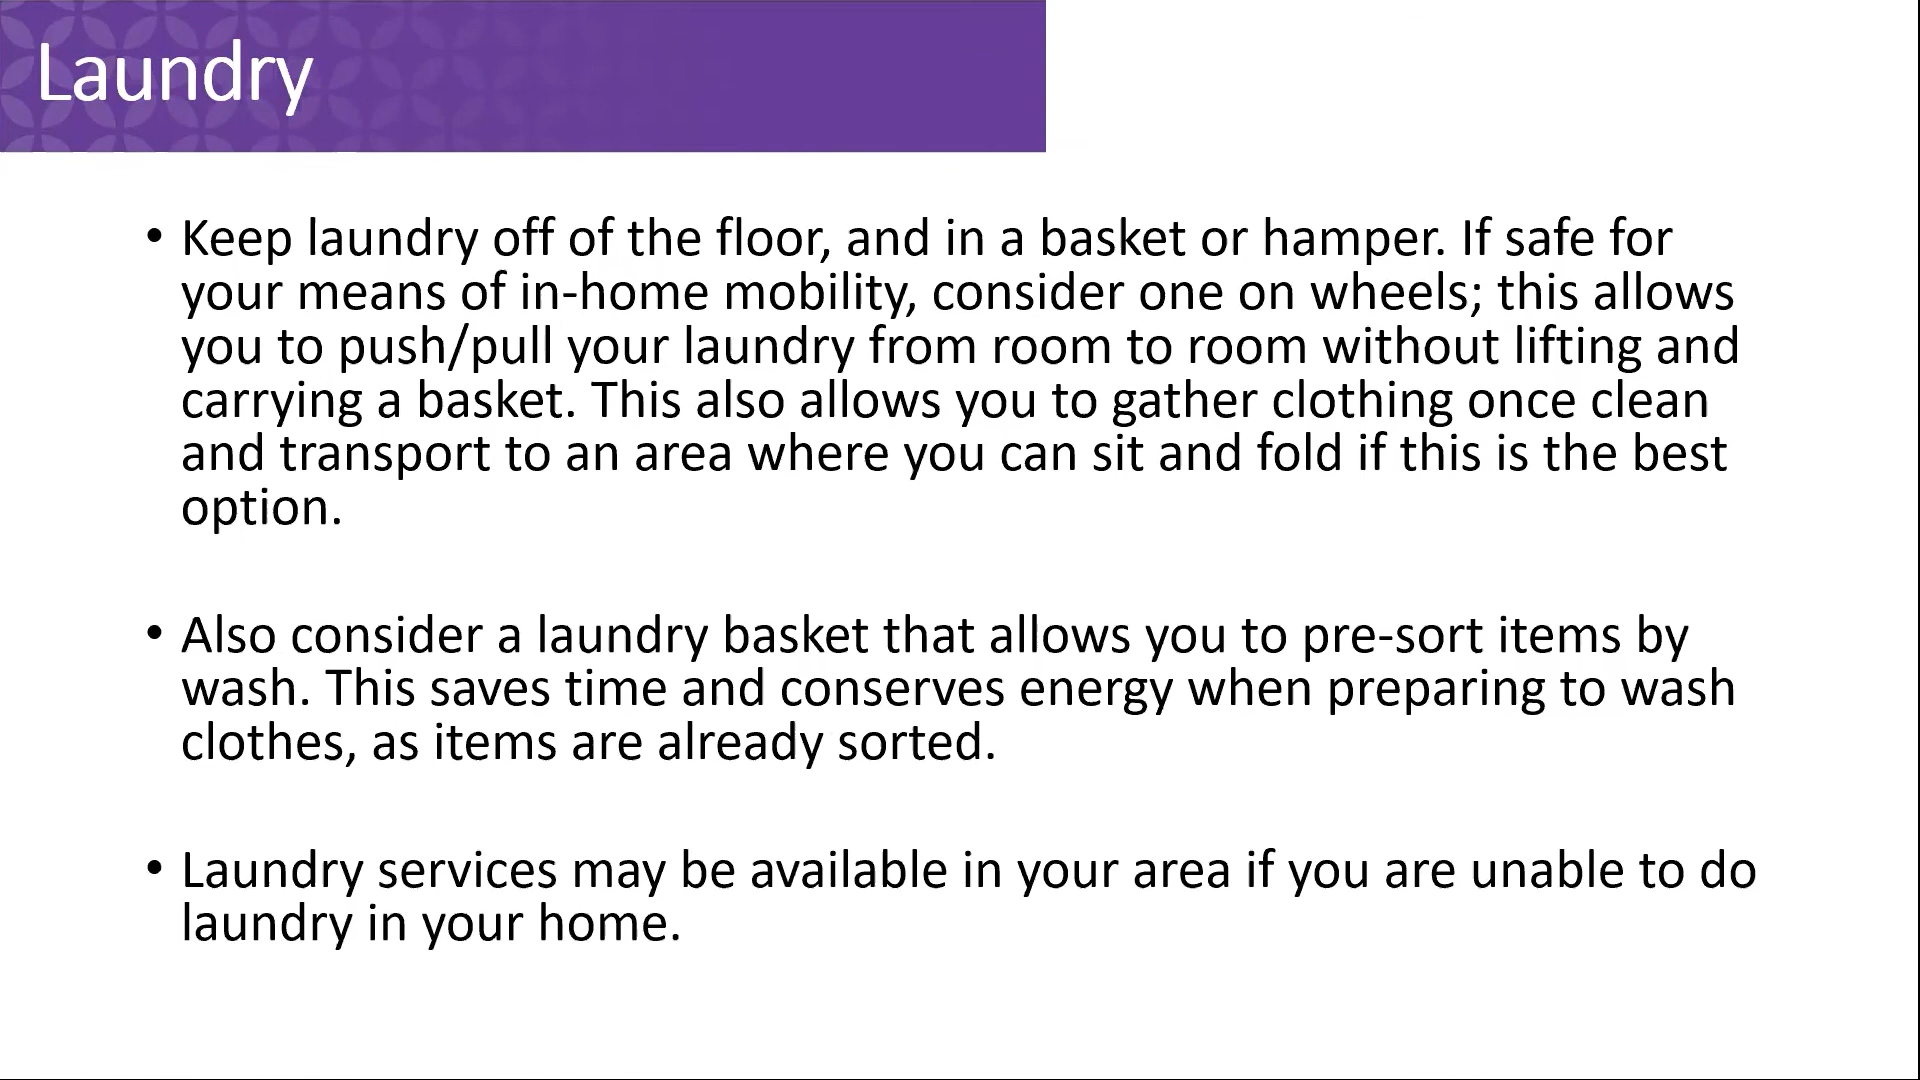 Laundry
• Keep laundry off of the floor, and in a basket or hamper. If safe for
your means of in-home mobility, consider one on wheels; this allows
you to push/pull your laundry from room to room without lifting and
carrying a basket. This also allows you to gather clothing once clean
and transport to an area where you can sit and fold if this is the best
option.
• Also consider a laundry basket that allows you to pre-sort items by
wash. This saves time and conserves energy when preparing to wash
clothes, as items are already sorted.
• Laundry services may be available in your area if you are unable to do
laundry in your home.